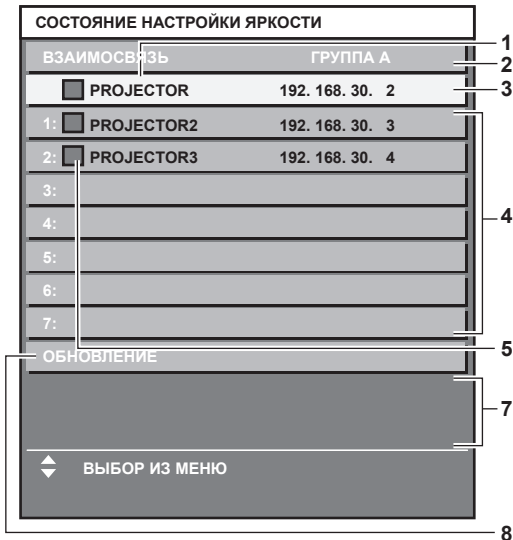 СОСТОЯНИЕ НАСТРОЙКИ ЯРКОСТИ
ВЗАИМОСВЯЗЬ ГРУППА A
PROJECTOR 192. 168. 30. 2
1: PROJECTOR2 192. 168. 30. 3
2: PROJECTOR3 192. 168. 30. 4
3:
4:
5:
6:
7:
ОБНОВЛЕНИЕ
ВЫБОР ИЗ МЕНЮ
1
2
3
4
5
7
8